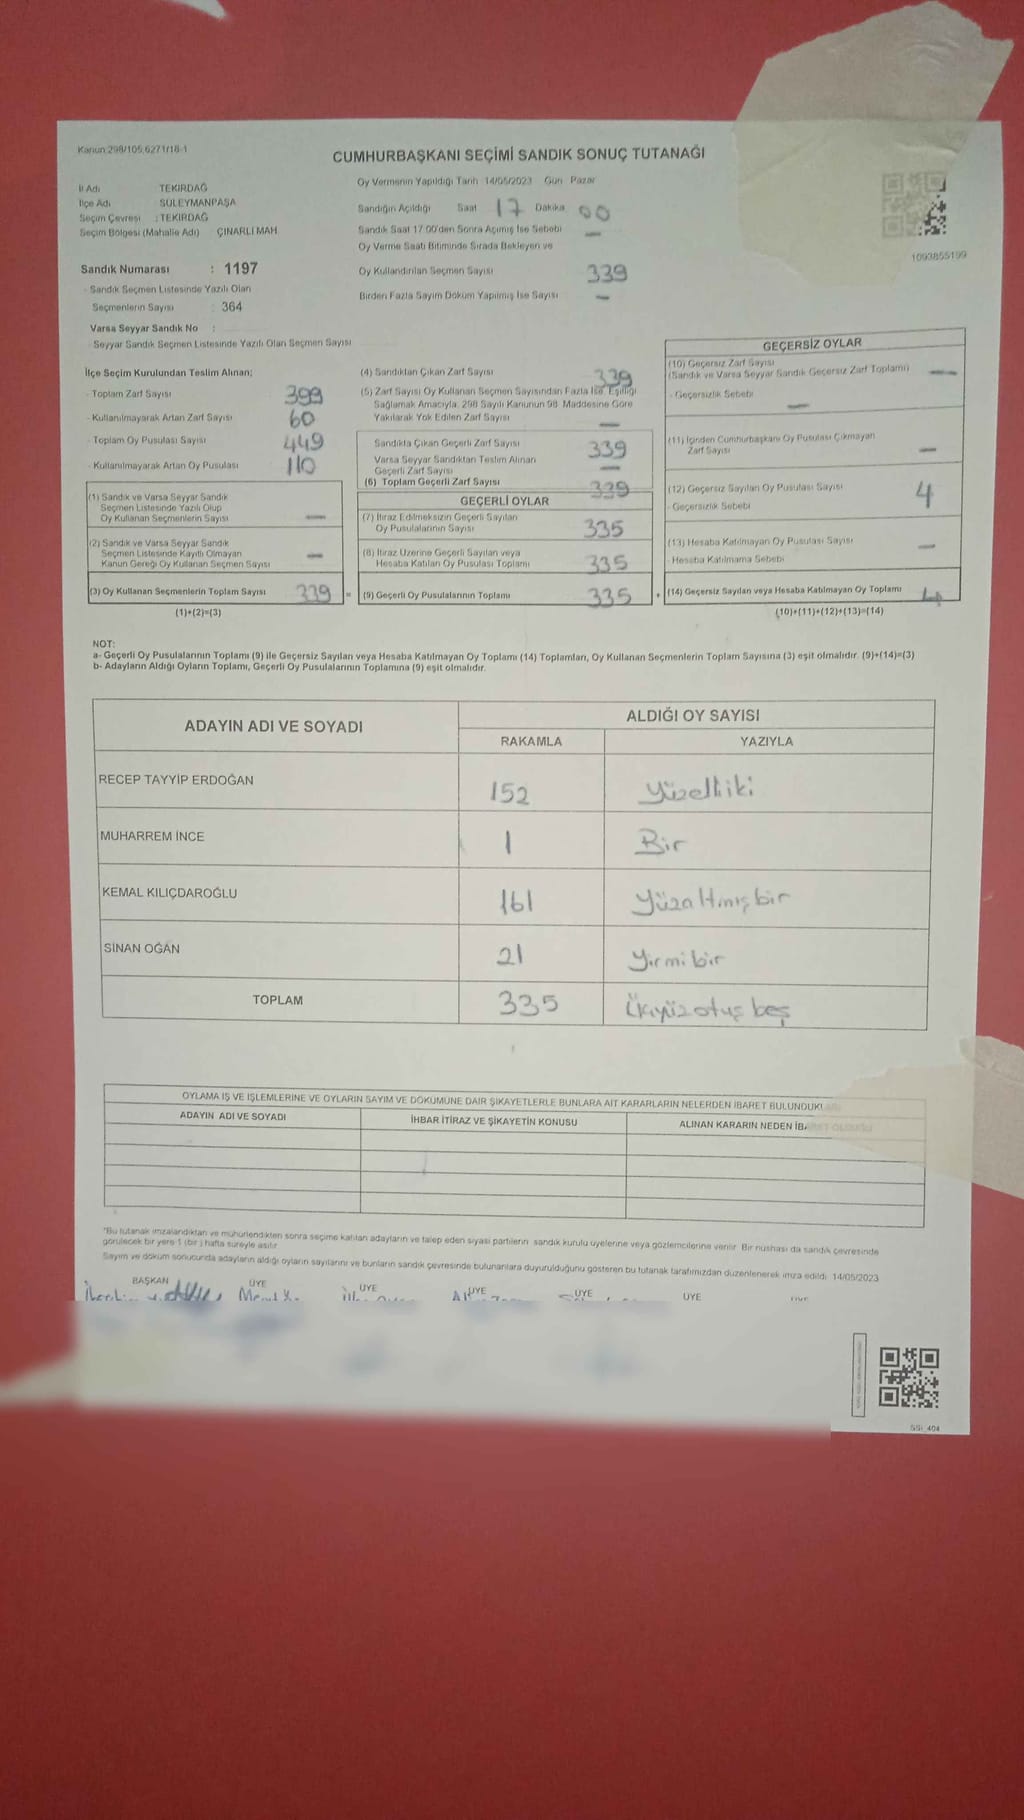 Kanun:298/105,6271/18-1
CUMHURBAŞKANI SEÇİMİ SANDIK SONUÇ TUTANAĞI
İl Adı TEKİRDAĞ
İlçe Adı SÜLEYMANPAŞA
Seçim Çevresi : TEKİRDAĞ
Seçim Bölgesi (Mahalle Adı) ÇINARLI MAH.
Sandık Numarası : 1197
- Sandık Seçmen Listesinde Yazılı Olan
Seçmenlerin Sayısı : 364
Varsa Seyyar Sandık No :
- Seyyar Sandık Seçmen Listesinde Yazılı Olan Seçmen Sayısı
Oy Vermenin Yapıldığı Tarih 14/05/2023 Gün Pazar
Sandığın Açıldığı Saat 17 Dakika 00
Sandık Saat 17:00'den Sonra Açılmış İse Sebebi —
Oy Verme Saati Bitiminde Sırada Bekleyen ve
Oy Kullandırılan Seçmen Sayısı 339
Birden Fazla Sayım Döküm Yapılmış İse Sayısı —
1093855199
İlçe Seçim Kurulundan Teslim Alınan;
- Toplam Zarf Sayısı 399
- Kullanılmayarak Artan Zarf Sayısı 60
- Toplam Oy Pusulası Sayısı 449
- Kullanılmayarak Artan Oy Pusulası 110
(1) Sandık ve Varsa Seyyar Sandık
Seçmen Listesinde Yazılı Olup
Oy Kullanan Seçmenlerin Sayısı —
(2) Sandık ve Varsa Seyyar Sandık
Seçmen Listesinde Kayıtlı Olmayan
Kanun Gereği Oy Kullanan Seçmen Sayısı —
(3) Oy Kullanan Seçmenlerin Toplam Sayısı 339 =
(1)+(2)=(3)
(4) Sandıktan Çıkan Zarf Sayısı 339
(5) Zarf Sayısı Oy Kullanan Seçmen Sayısından Fazla İse, Eşitliği
Sağlamak Amacıyla, 298 Sayılı Kanunun 98. Maddesine Göre
Yakılarak Yok Edilen Zarf Sayısı —
Sandıkta Çıkan Geçerli Zarf Sayısı 339
Varsa Seyyar Sandıktan Teslim Alınan
Geçerli Zarf Sayısı —
(6) Toplam Geçerli Zarf Sayısı 339
GEÇERLİ OYLAR
(7) İtiraz Edilmeksizin Geçerli Sayılan
Oy Pusulalarının Sayısı 335
(8) İtiraz Üzerine Geçerli Sayılan veya
Hesaba Katılan Oy Pusulası Toplamı 335
(9) Geçerli Oy Pusulalarının Toplamı 335 +
GEÇERSİZ OYLAR
(10) Geçersiz Zarf Sayısı
(Sandık ve Varsa Seyyar Sandık Geçersiz Zarf Toplamı) —
- Geçersizlik Sebebi —
(11) İçinden Cumhurbaşkanı Oy Pusulası Çıkmayan
Zarf Sayısı —
(12) Geçersiz Sayılan Oy Pusulası Sayısı 4
- Geçersizlik Sebebi
(13) Hesaba Katılmayan Oy Pusulası Sayısı —
- Hesaba Katılmama Sebebi
(14) Geçersiz Sayılan veya Hesaba Katılmayan Oy Toplamı 4
(10)+(11)+(12)+(13)=(14)
NOT:
a- Geçerli Oy Pusulalarının Toplamı (9) ile Geçersiz Sayılan veya Hesaba Katılmayan Oy Toplamı (14) Toplamları, Oy Kullanan Seçmenlerin Toplam Sayısına (3) eşit olmalıdır. (9)+(14)=(3)
b- Adayların Aldığı Oyların Toplamı, Geçerli Oy Pusulalarının Toplamına (9) eşit olmalıdır.
ADAYIN ADI VE SOYADI ALDIĞI OY SAYISI
RAKAMLA YAZIYLA
RECEP TAYYİP ERDOĞAN 152 Yüzelliiki
MUHARREM İNCE 1 Bir
KEMAL KILIÇDAROĞLU 161 Yüzaltmışbir
SİNAN OĞAN 21 Yirmibir
TOPLAM 335 otuz beş
OYLAMA İŞ VE İŞLEMLERİNE VE OYLARIN SAYIM VE DÖKÜMÜNE DAİR ŞİKAYETLERLE BUNLARA AİT KARARLARIN NELERDEN İBARET BULUNDUK
ADAYIN ADI VE SOYADI İHBAR İTİRAZ VE ŞİKAYETİN KONUSU ALINAN KARARIN NEDEN İBARET OLDUĞU
*Bu tutanak imzalandıktan ve mühürlendikten sonra seçime katılan adayların ve talep eden siyasi partilerin sandık kurulu üyelerine veya gözlemcilerine verilir. Bir nüshası da sandık çevresinde
görülecek bir yere 1 (bir) hafta süreyle asılır.
Sayım ve döküm sonucunda adayların aldığı oyların sayılarını ve bunların sandık çevresinde bulunanlara duyurulduğunu gösteren bu tutanak tarafımızdan düzenlenerek imza edildi. 14/05/2023
BAŞKAN ÜYE ÜYE ÜYE ÜYE ÜYE
SSİ_404